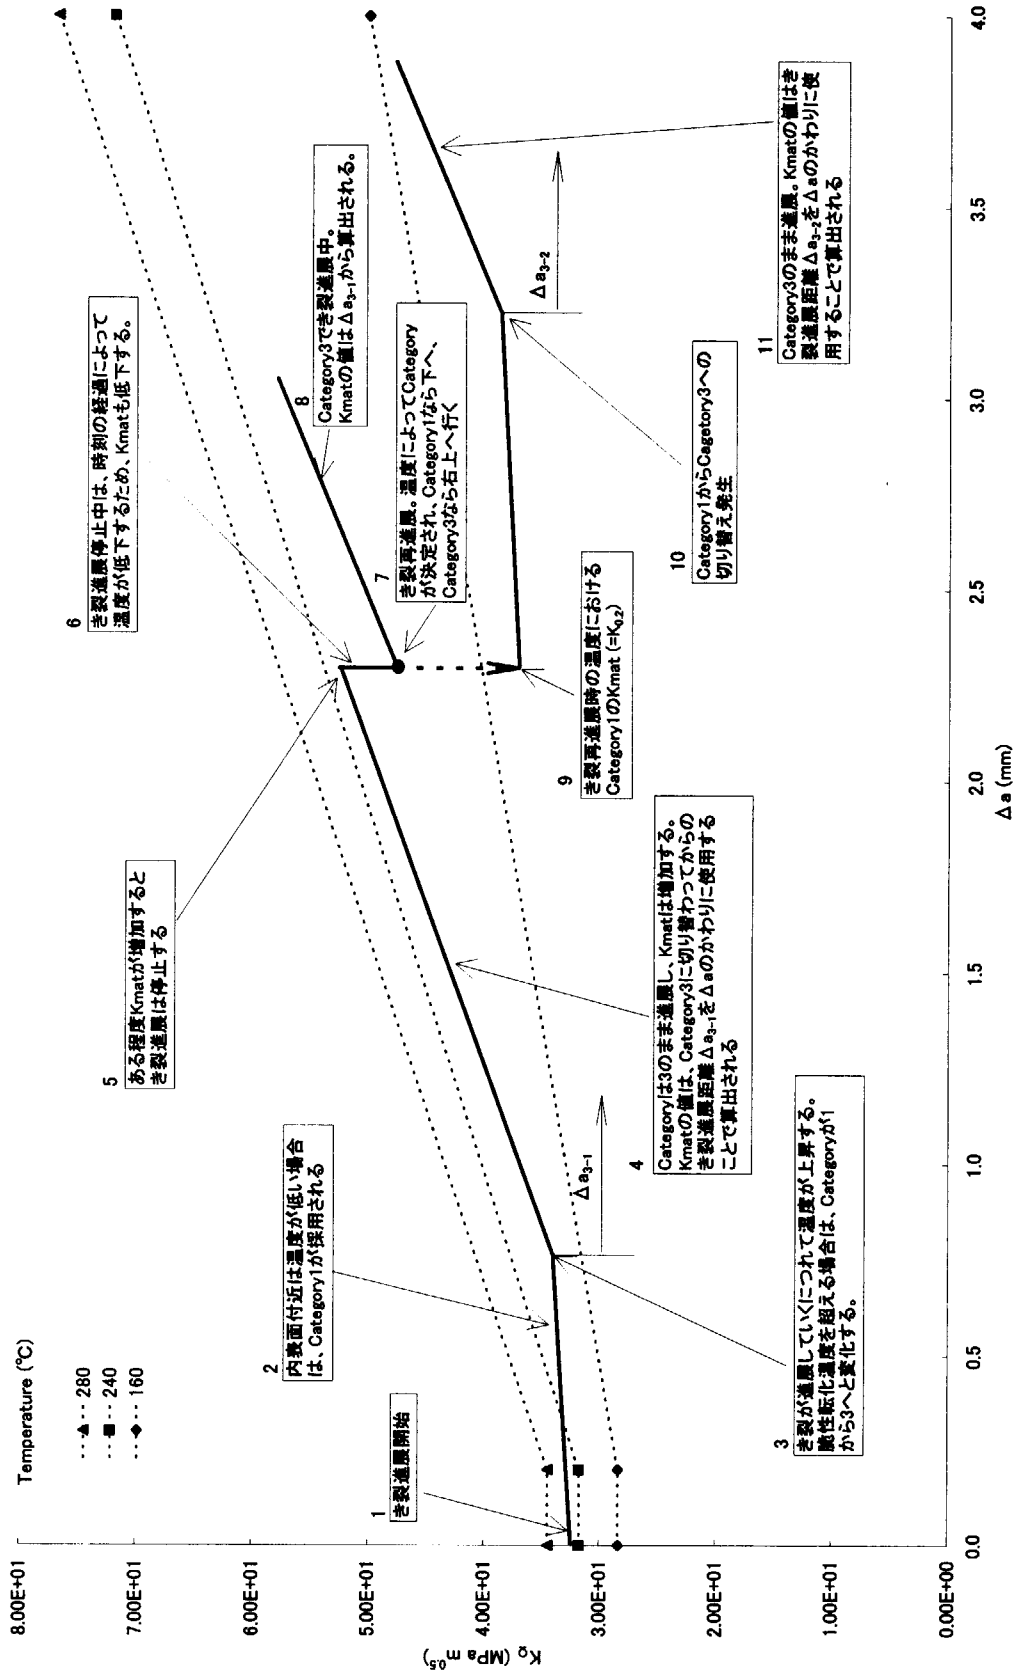 Temperature (℃)
280
240
160
8.00E+01
7.00E+01
6.00E+01
5.00E+01
4.00E+01
3.00E+01
2.00E+01
1.00E+01
0.00E+00
K_Q (MPa m^0.5)
0.0
0.5
1.0
1.5
2.0
2.5
3.0
3.5
4.0
Δa (mm)
1
き裂進展開始
2
内表面付近は温度が低い場合
は、Category1が採用される
3
き裂が進展していくにつれて温度が上昇する。
脆性転化温度を超える場合は、Categoryが1
から3へと変化する。
Δa3-1
4
Categoryは3のまま進展し、Kmatは増加する。
Kmatの値は、Category3に切り替わってからの
き裂進展距離Δa3-1をΔaのかわりに使用する
ことで算出される
5
ある程度Kmatが増加すると
き裂進展は停止する
6
き裂進展停止中は、時刻の経過によって
温度が低下するため、Kmatも低下する。
7
き裂再進展。温度によってCategory
が決定され、Category1なら下へ、
Category3なら右上へ行く
8
Category3でき裂進展中。
Kmatの値はΔa3-1から算出される。
9
き裂再進展時の温度における
Category1のKmat (=K0.2)
10
Category1からCagetory3への
切り替え発生
Δa3-2
11
Category3のまま進展。Kmatの値はき
裂進展距離Δa3-2をΔaのかわりに使
用することで算出される